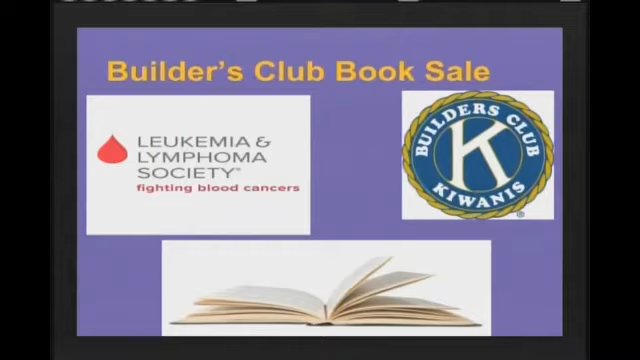 Builder's Club Book Sale
LEUKEMIA &
LYMPHOMA
SOCIETY®
fighting blood cancers
BUILDERS CLUB
K
KIWANIS
®